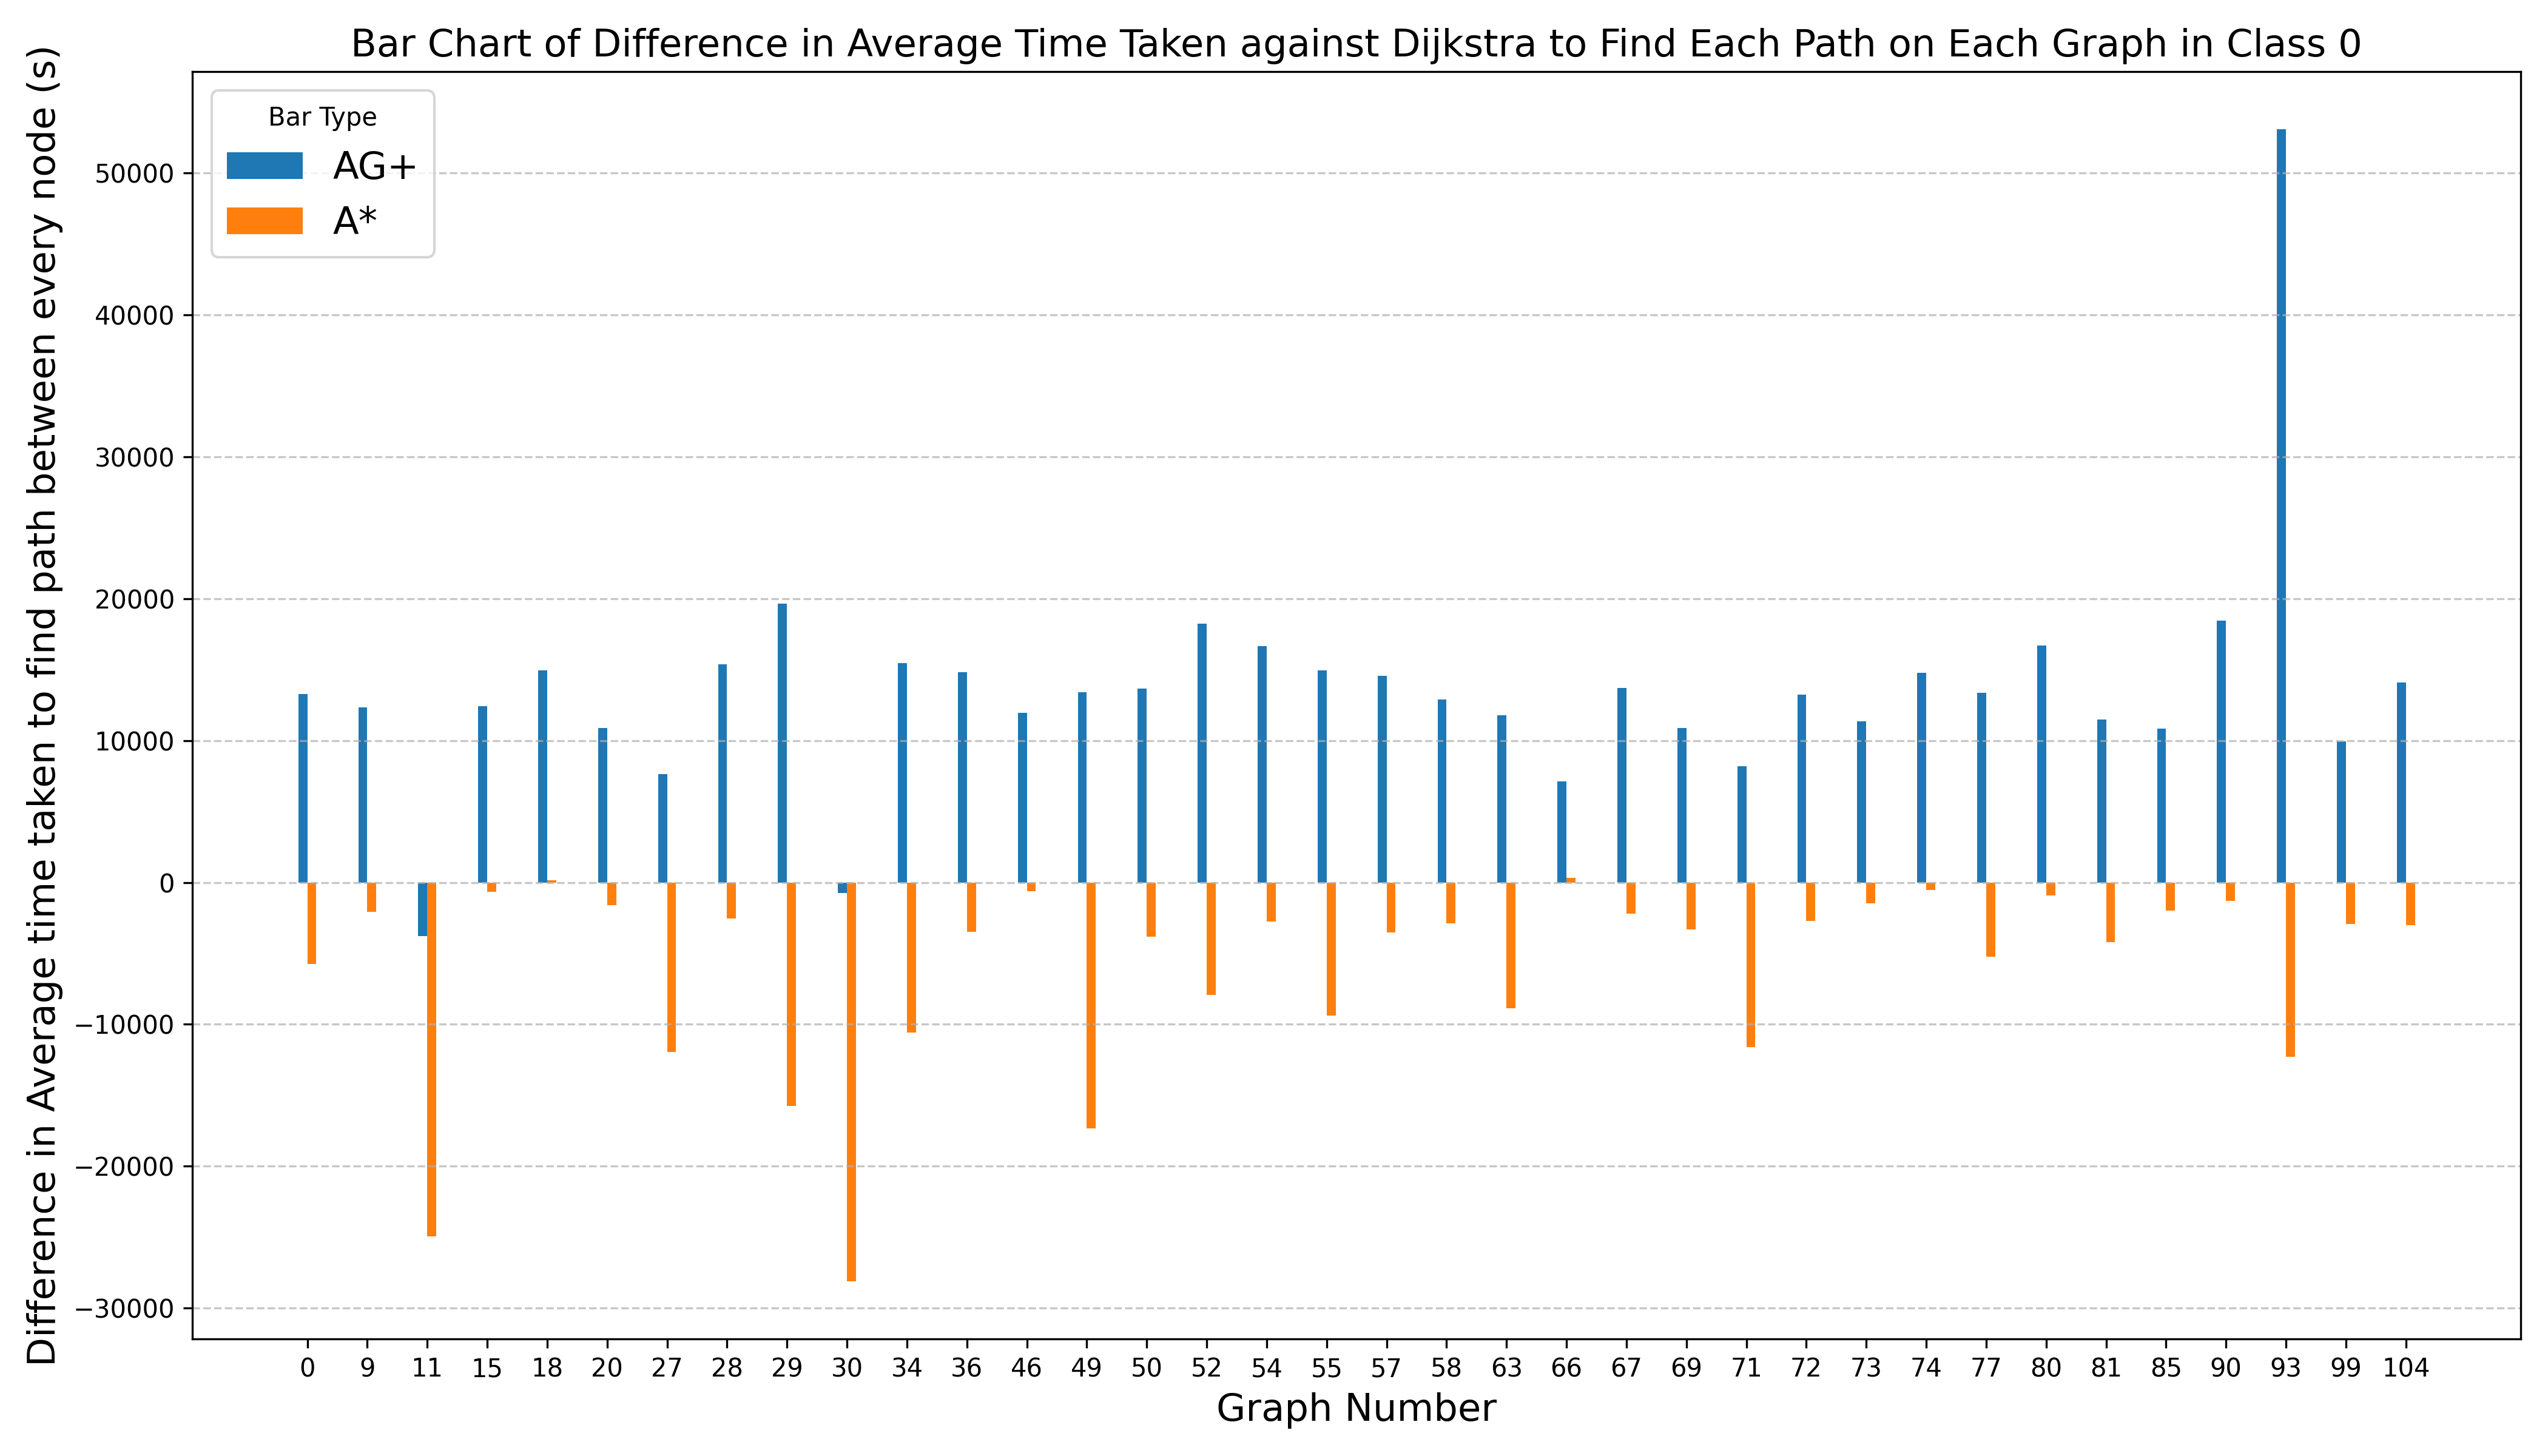 Bar Chart of Difference in Average Time Taken against Dijkstra to Find Each Path on Each Graph in Class 0
Difference in Average time taken to find path between every node (s)
Bar Type
AG+
A*
50000
40000
30000
20000
10000
0
−10000
−20000
−30000
0 9 11 15 18 20 27 28 29 30 34 36 46 49 50 52 54 55 57 58 63 66 67 69 71 72 73 74 77 80 81 85 90 93 99 104
Graph Number